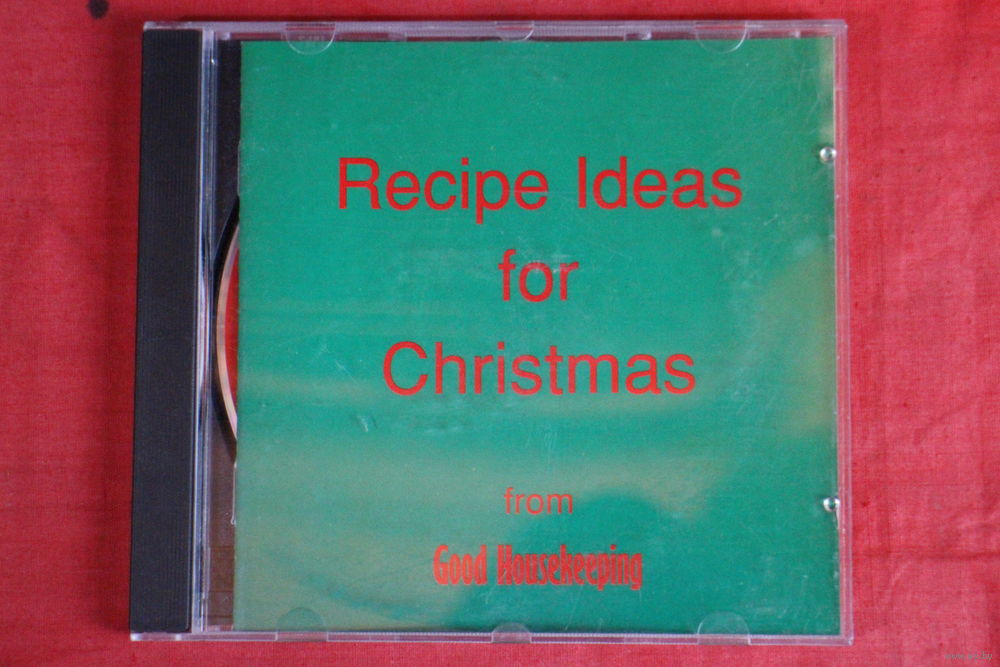 Recipe Ideas
for
Christmas
from
Good Housekeeping